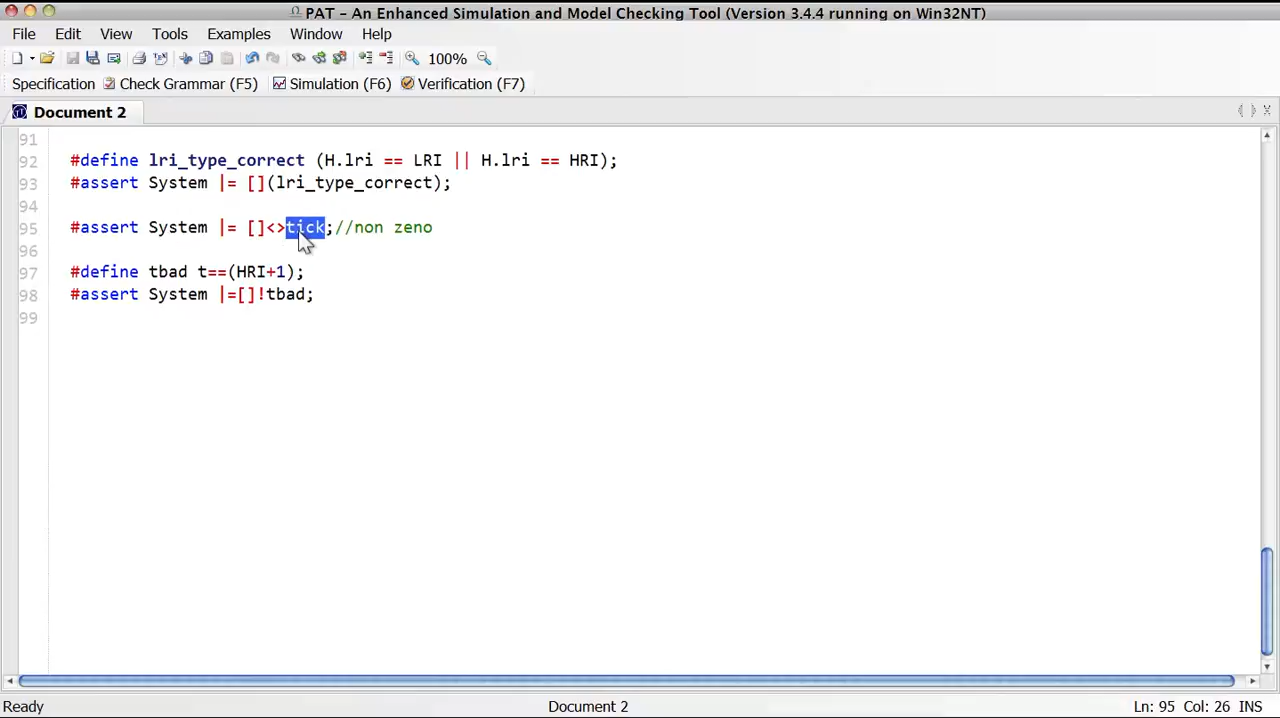 PAT - An Enhanced Simulation and Model Checking Tool (Version 3.4.4 running on Win32NT)
File Edit View Tools Examples Window Help
100%
Specification Check Grammar (F5) Simulation (F6) Verification (F7)
Document 2
91
92 #define lri_type_correct (H.lri == LRI || H.lri == HRI);
93 #assert System |= [](lri_type_correct);
94
95 #assert System |= []<>tick;//non zeno
96
97 #define tbad t==(HRI+1);
98 #assert System |=[]!tbad;
99
Ready Document 2 Ln: 95 Col: 26 INS